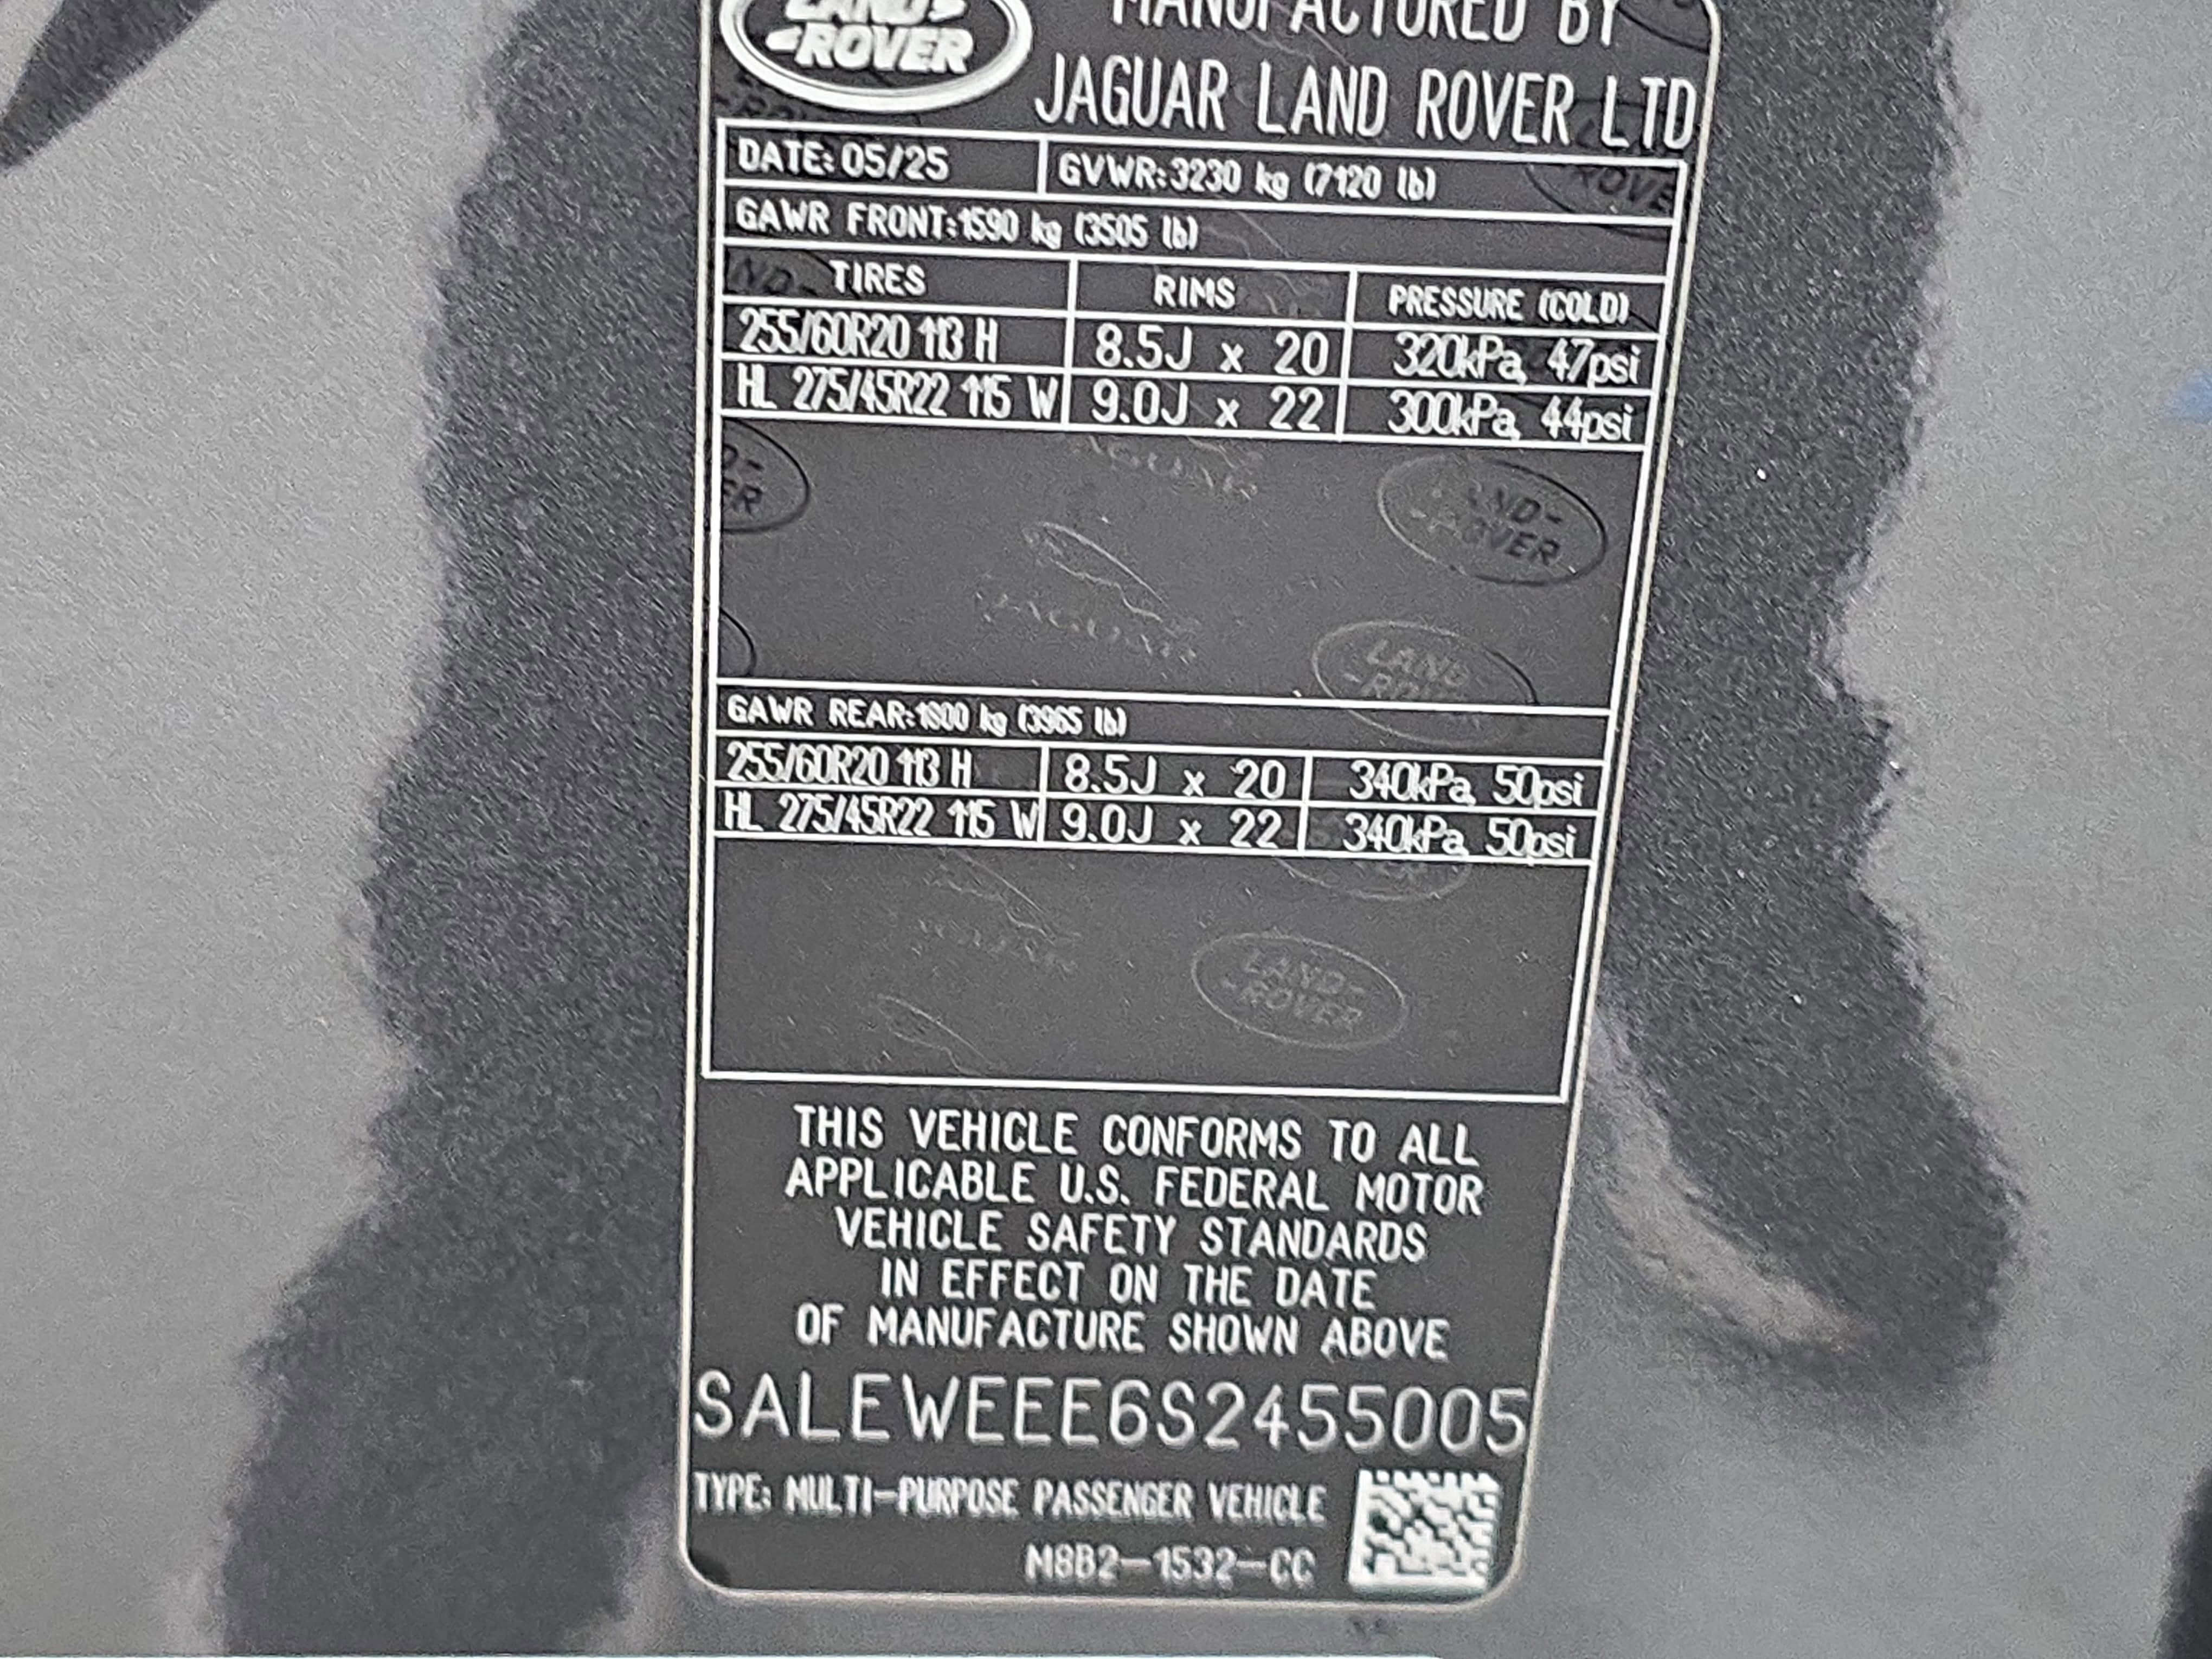 LAND-
-ROVER
MANUFACTURED BY
JAGUAR LAND ROVER LTD
DATE: 05/25 GVWR:3230 kg (7120 lb)
GAWR FRONT:1590 kg (3505 lb)
TIRES RIMS PRESSURE (COLD)
255/60R20 113 H 8.5J x 20 320kPa, 47psi
HL 275/45R22 115 W 9.0J x 22 300kPa, 44psi
GAWR REAR:1800 kg (3965 lb)
255/60R20 113 H 8.5J x 20 340kPa, 50psi
HL 275/45R22 115 W 9.0J x 22 340kPa, 50psi
LAND-
-ROVER
THIS VEHICLE CONFORMS TO ALL
APPLICABLE U.S. FEDERAL MOTOR
VEHICLE SAFETY STANDARDS
IN EFFECT ON THE DATE
OF MANUFACTURE SHOWN ABOVE
SALEWEEE6S2455005
TYPE: MULTI-PURPOSE PASSENGER VEHICLE
M8B2-1532-CC